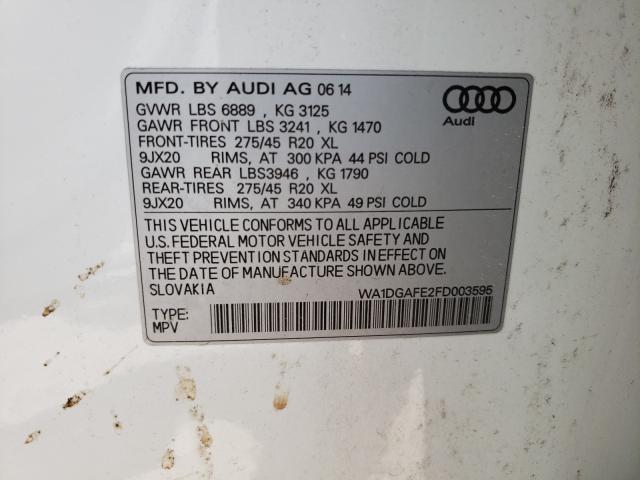 MFD. BY AUDI AG 06 14
GVWR LBS 6889 , KG 3125
GAWR FRONT LBS 3241 , KG 1470
FRONT-TIRES 275/45 R20 XL
9JX20 RIMS, AT 300 KPA 44 PSI COLD
GAWR REAR LBS3946 , KG 1790
REAR-TIRES 275/45 R20 XL
9JX20 RIMS, AT 340 KPA 49 PSI COLD
Audi
THIS VEHICLE CONFORMS TO ALL APPLICABLE
U.S. FEDERAL MOTOR VEHICLE SAFETY AND
THEFT PREVENTION STANDARDS IN EFFECT ON
THE DATE OF MANUFACTURE SHOWN ABOVE.
SLOVAKIA
WA1DGAFE2FD003595
TYPE:
MPV